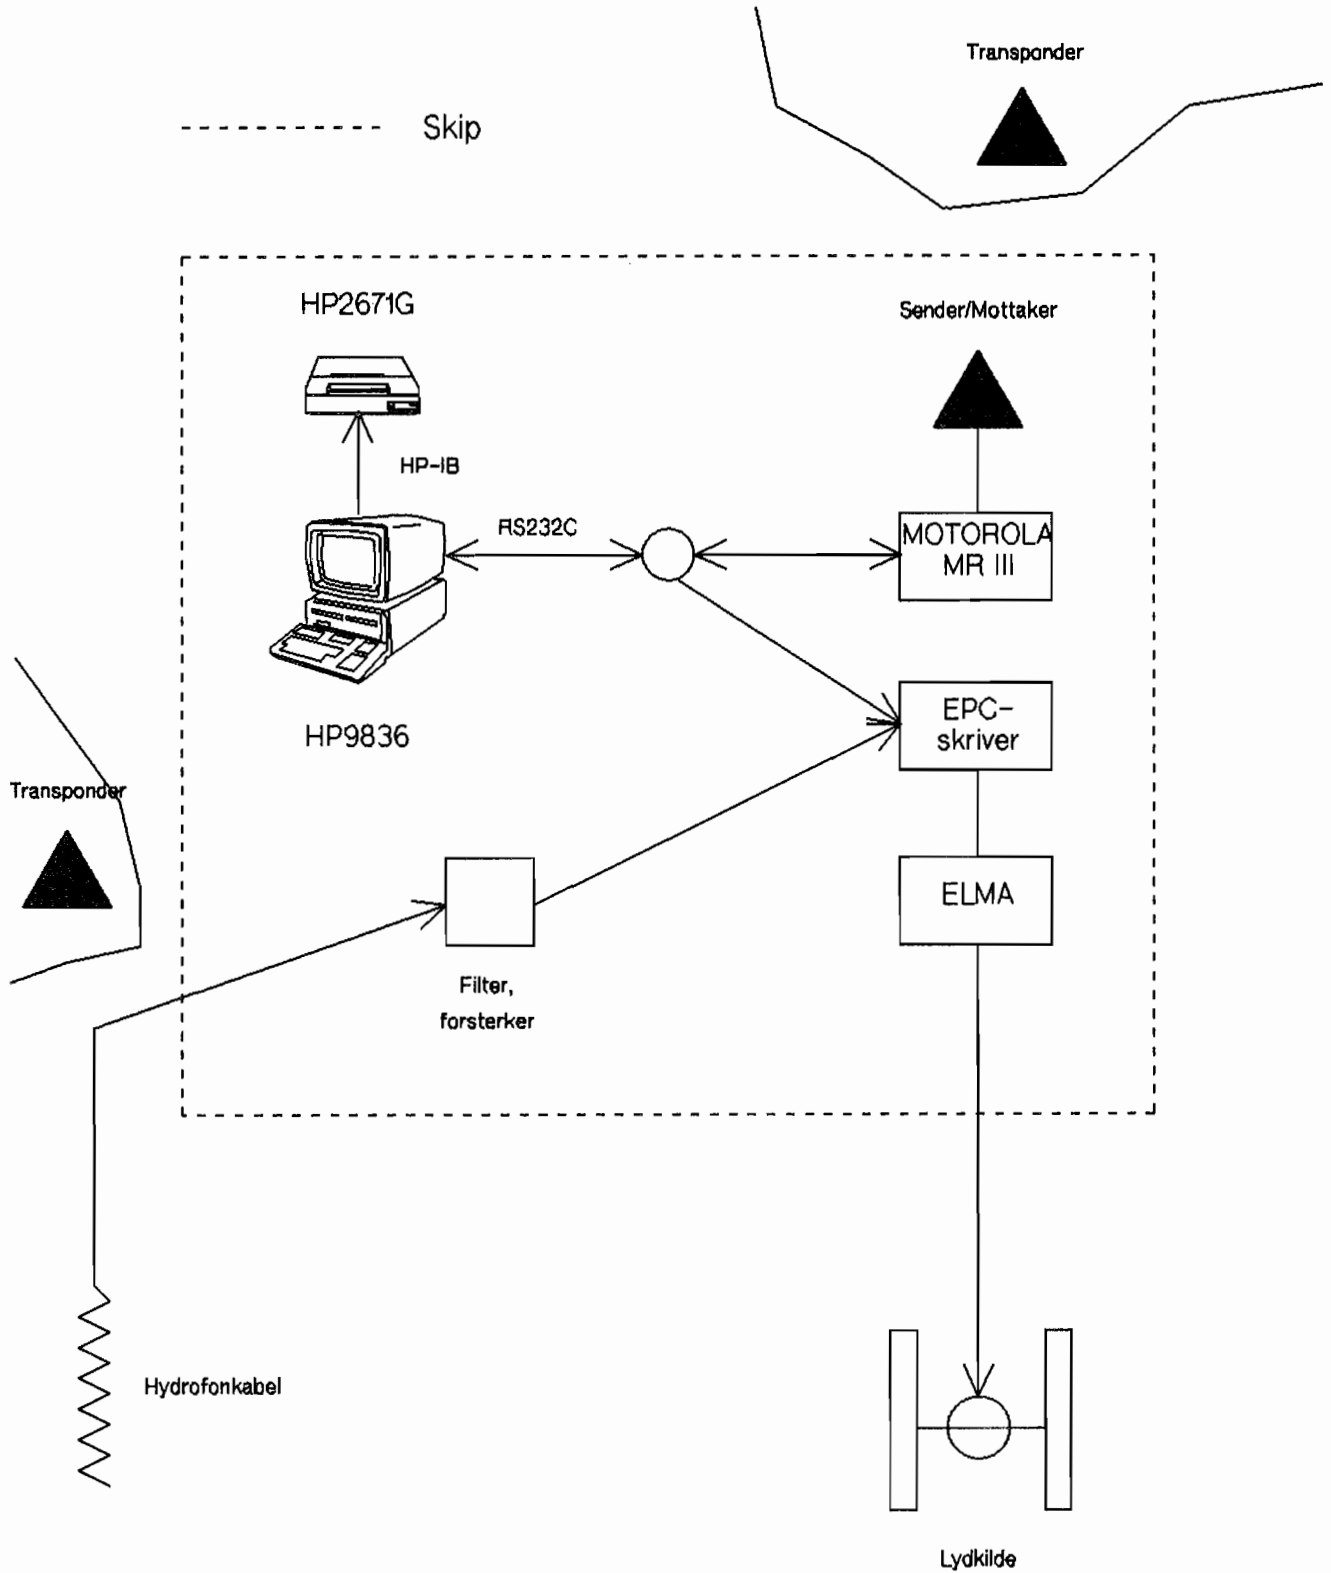 Transponder
Skip
HP2671G
Sender/Mottaker
HP-IB
RS232C
MOTOROLA
MR III
EPC-
skriver
HP9836
Transponder
ELMA
Filter,
forsterker
Hydrofonkabel
Lydkilde